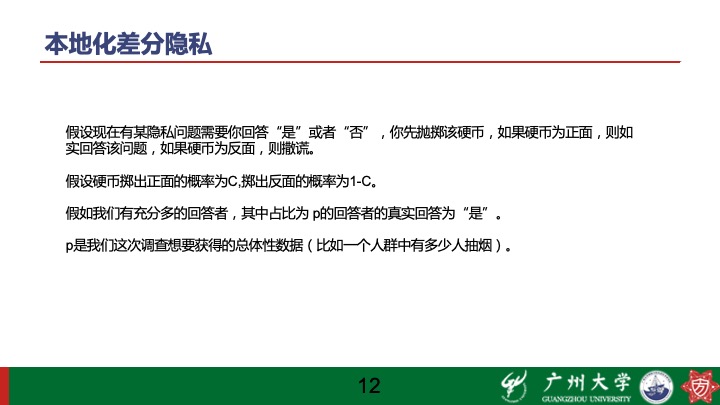 本地化差分隐私
假设现在有某隐私问题需要你回答“是”或者“否”，你先抛掷该硬币，如果硬币为正面，则如
实回答该问题，如果硬币为反面，则撒谎。
假设硬币掷出正面的概率为C,掷出反面的概率为1-C。
假如我们有充分多的回答者，其中占比为 p的回答者的真实回答为“是”。
p是我们这次调查想要获得的总体性数据（比如一个人群中有多少人抽烟）。
12
广州大学
GUANGZHOU UNIVERSITY